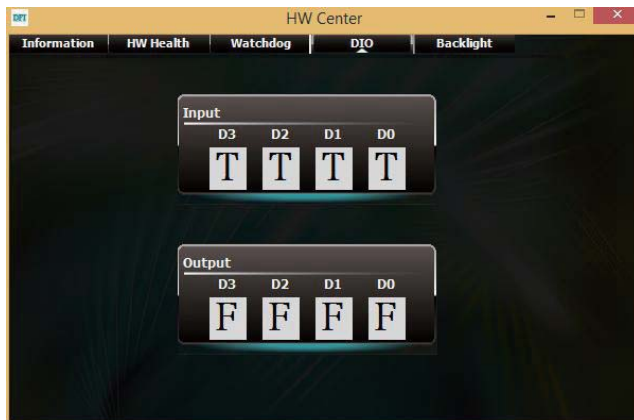 DFI HW Center
Information HW Health Watchdog DIO Backlight
Input
D3 D2 D1 D0
T T T T
Output
D3 D2 D1 D0
F F F F